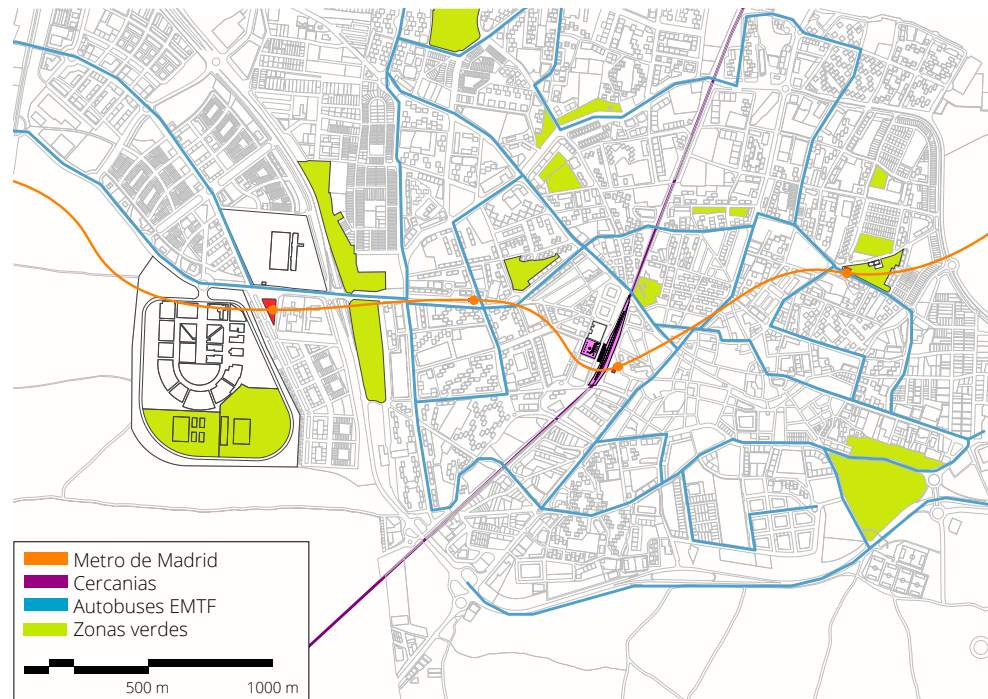 Metro de Madrid
Cercanias
Autobuses EMTF
Zonas verdes
500 m 1000 m